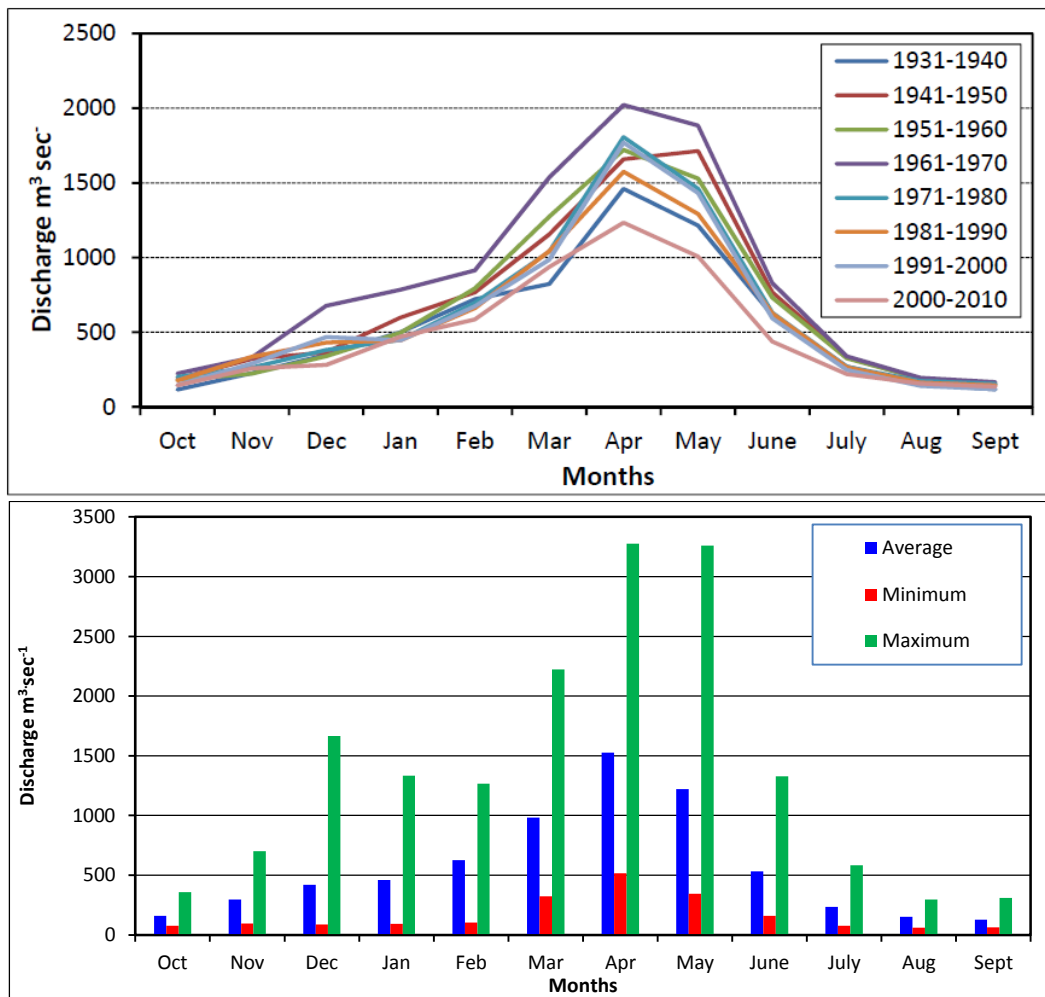 2500
2000
1500
1000
500
0
Discharge m³ sec⁻
1931-1940
1941-1950
1951-1960
1961-1970
1971-1980
1981-1990
1991-2000
2000-2010
Oct Nov Dec Jan Feb Mar Apr May June July Aug Sept
Months
3500
3000
2500
2000
1500
1000
500
0
Discharge m³·sec⁻¹
Average
Minimum
Maximum
Oct Nov Dec Jan Feb Mar Apr May June July Aug Sept
Months